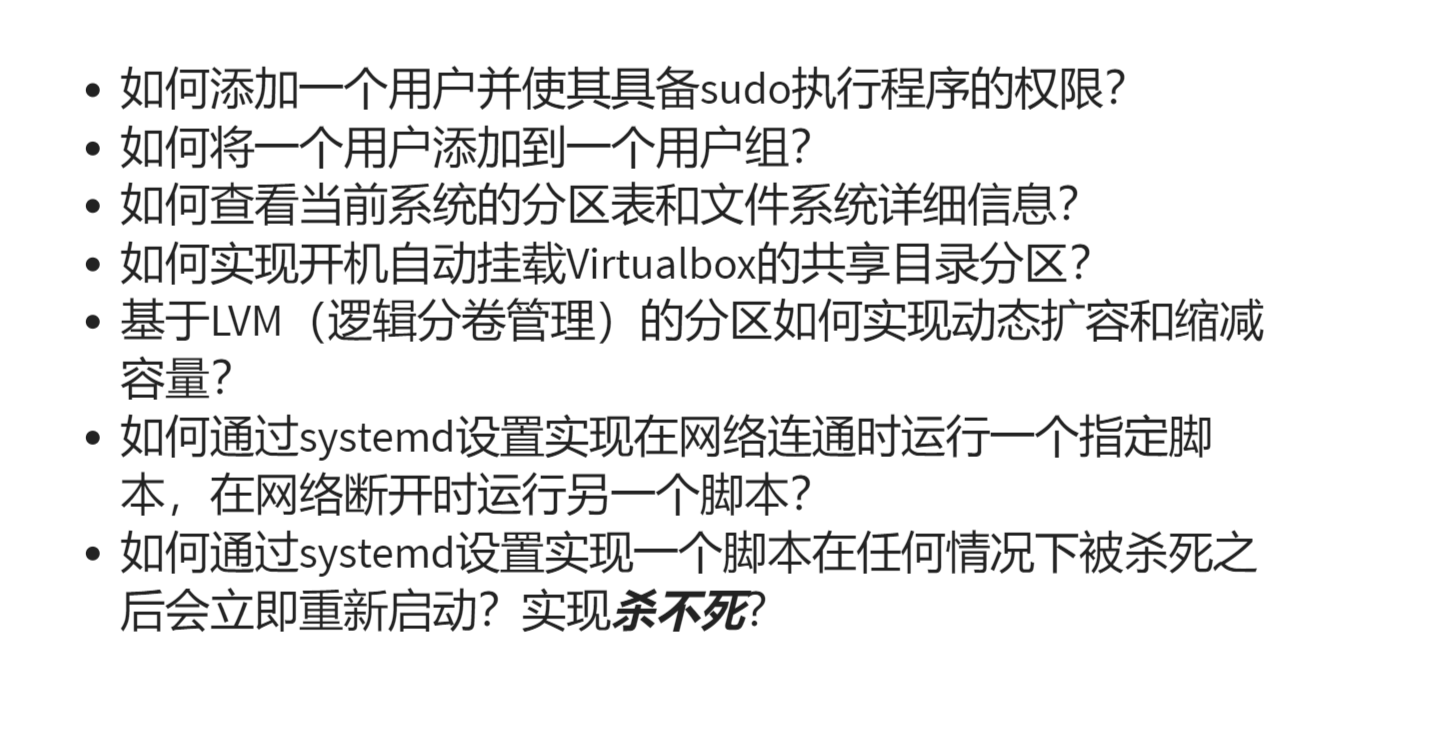 • 如何添加一个用户并使其具备sudo执行程序的权限？
• 如何将一个用户添加到一个用户组？
• 如何查看当前系统的分区表和文件系统详细信息？
• 如何实现开机自动挂载Virtualbox的共享目录分区？
• 基于LVM（逻辑分卷管理）的分区如何实现动态扩容和缩减
容量？
• 如何通过systemd设置实现在网络连通时运行一个指定脚
本，在网络断开时运行另一个脚本？
• 如何通过systemd设置实现一个脚本在任何情况下被杀死之
后会立即重新启动？实现杀不死？